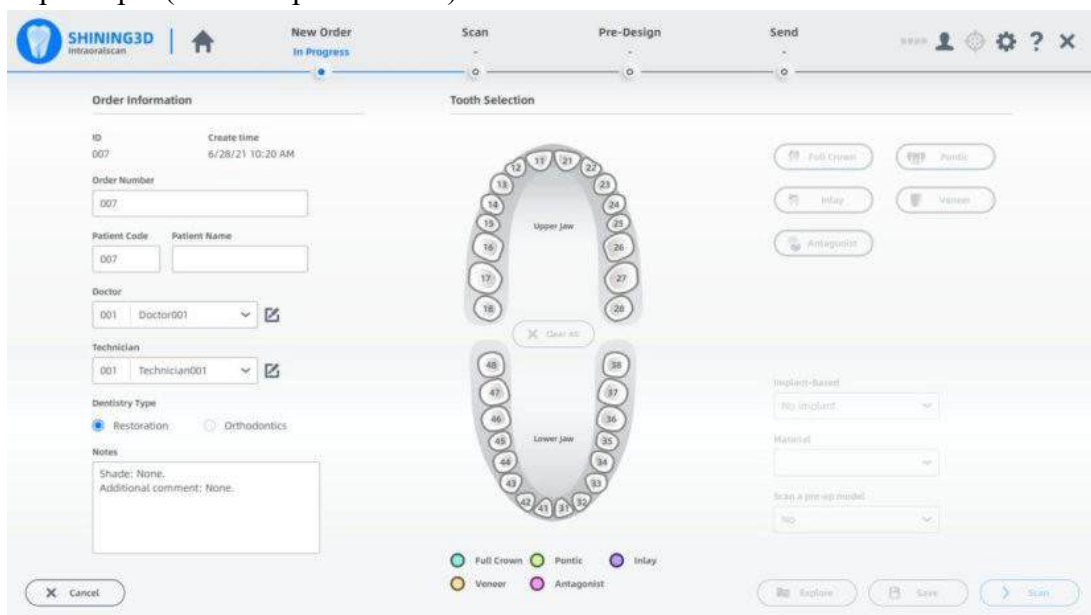 SHINING3D
Intraoralscan
New Order
In Progress
Scan
-
Pre-Design
-
Send
-
Order Information
ID
007
Create time
6/28/21 10:20 AM
Order Number
007
Patient Code
Patient Name
007
Doctor
001 Doctor001
Technician
001 Technician001
Dentistry Type
Restoration
Orthodontics
Notes
Shade: None.
Additional comment: None.
Tooth Selection
11 21
12 22
13 23
14 24
15 25
Upper Jaw
16 26
17 27
18 28
Clear All
48 38
47 37
46 36
45 35
Lower Jaw
44 34
43 33
42 41 31 32
Full Crown
Pontic
Inlay
Veneer
Antagonist
Full Crown
Pontic
Inlay
Veneer
Antagonist
Implant-Based
No implant
Material
Scan a pre-op model
No
Cancel
Explore
Save
Scan